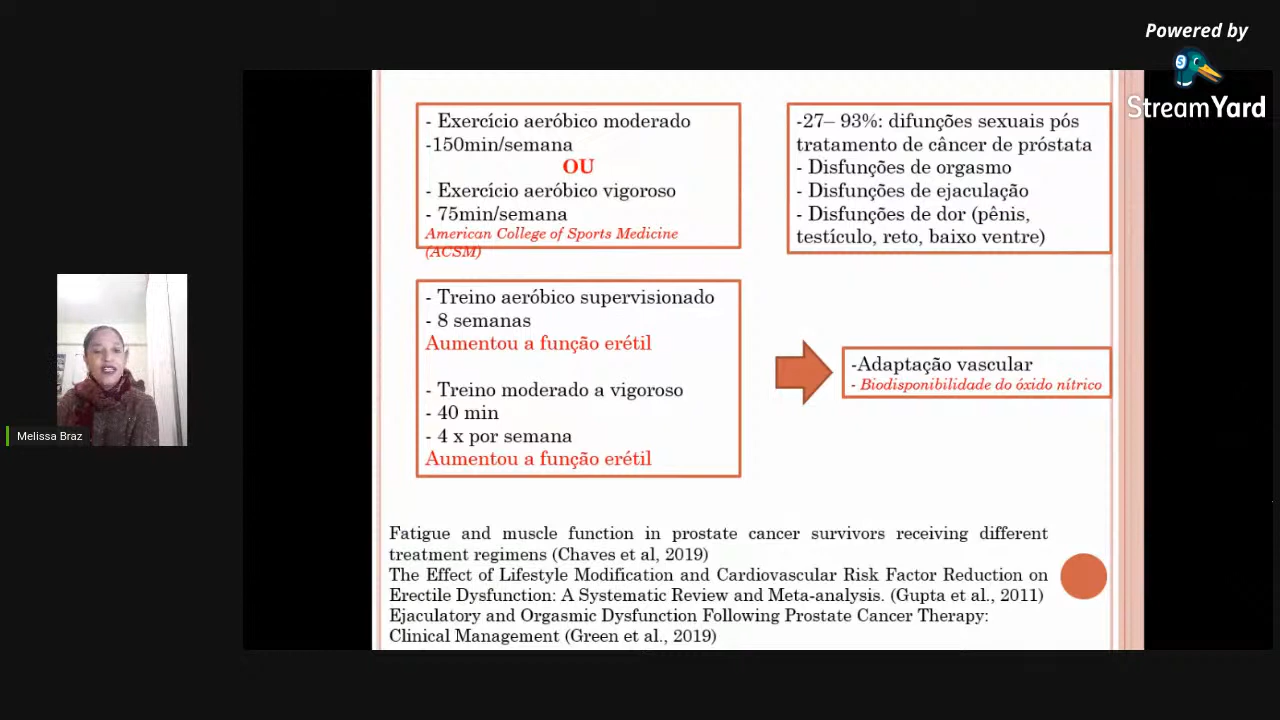 Powered by
StreamYard
- Exercício aeróbico moderado
-150min/semana
OU
- Exercício aeróbico vigoroso
- 75min/semana
American College of Sports Medicine
(ACSM)
-27– 93%: difunções sexuais pós
tratamento de câncer de próstata
- Disfunções de orgasmo
- Disfunções de ejaculação
- Disfunções de dor (pênis,
testículo, reto, baixo ventre)
- Treino aeróbico supervisionado
- 8 semanas
Aumentou a função erétil
- Treino moderado a vigoroso
- 40 min
- 4 x por semana
Aumentou a função erétil
-Adaptação vascular
- Biodisponibilidade do óxido nítrico
Melissa Braz
Fatigue and muscle function in prostate cancer survivors receiving different
treatment regimens (Chaves et al, 2019)
The Effect of Lifestyle Modification and Cardiovascular Risk Factor Reduction on
Erectile Dysfunction: A Systematic Review and Meta-analysis. (Gupta et al., 2011)
Ejaculatory and Orgasmic Dysfunction Following Prostate Cancer Therapy:
Clinical Management (Green et al., 2019)